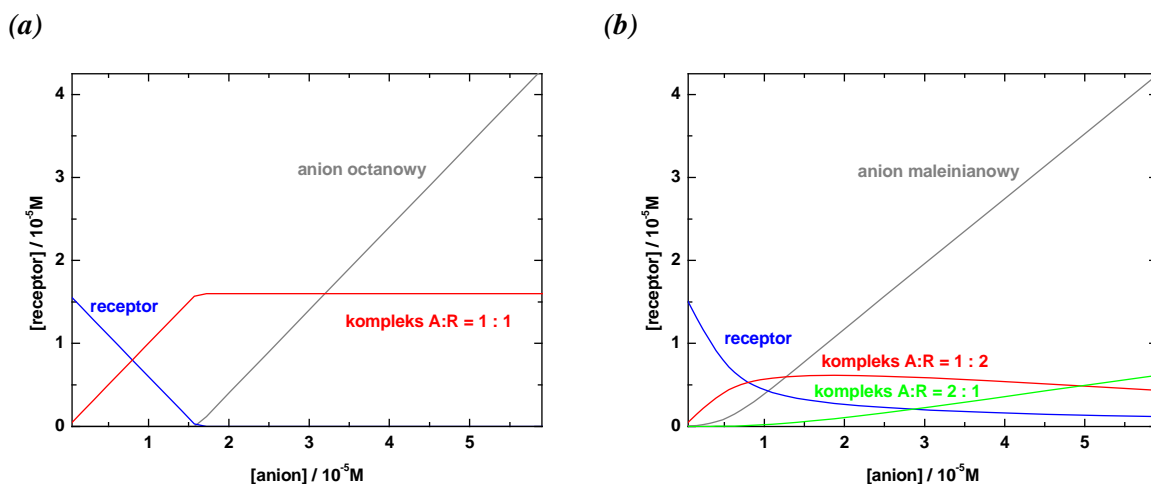 (a)
(b)
[receptor] / 10⁻⁵M
4
3
2
1
0
anion octanowy
receptor
kompleks A:R = 1 : 1
1 2 3 4 5
[anion] / 10⁻⁵M
[receptor] / 10⁻⁵M
4
3
2
1
0
anion maleinianowy
receptor
kompleks A:R = 1 : 2
kompleks A:R = 2 : 1
1 2 3 4 5
[anion] / 10⁻⁵M